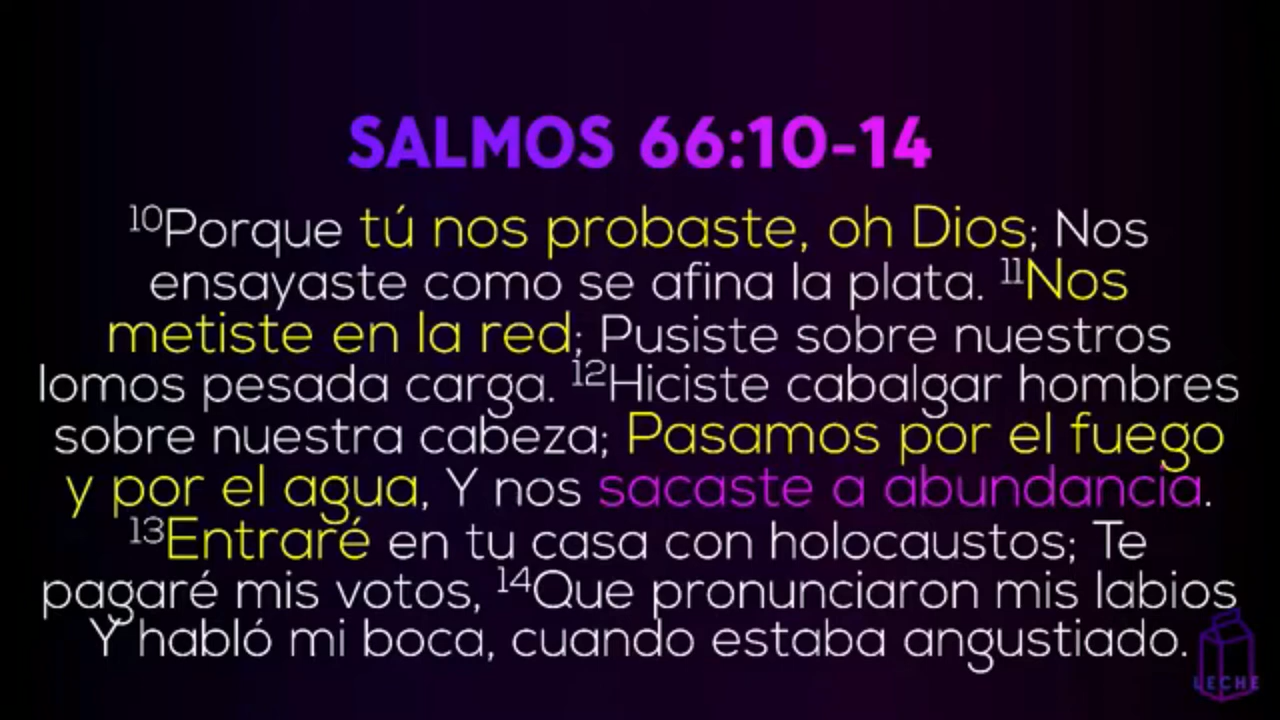 SALMOS 66:10-14
¹⁰Porque tú nos probaste, oh Dios; Nos
ensayaste como se afina la plata. ¹¹Nos
metiste en la red; Pusiste sobre nuestros
lomos pesada carga. ¹²Hiciste cabalgar hombres
sobre nuestra cabeza; Pasamos por el fuego
y por el agua, Y nos sacaste a abundancia.
¹³Entraré en tu casa con holocaustos; Te
pagaré mis votos, ¹⁴Que pronunciaron mis labios
Y habló mi boca, cuando estaba angustiado.
LECHE